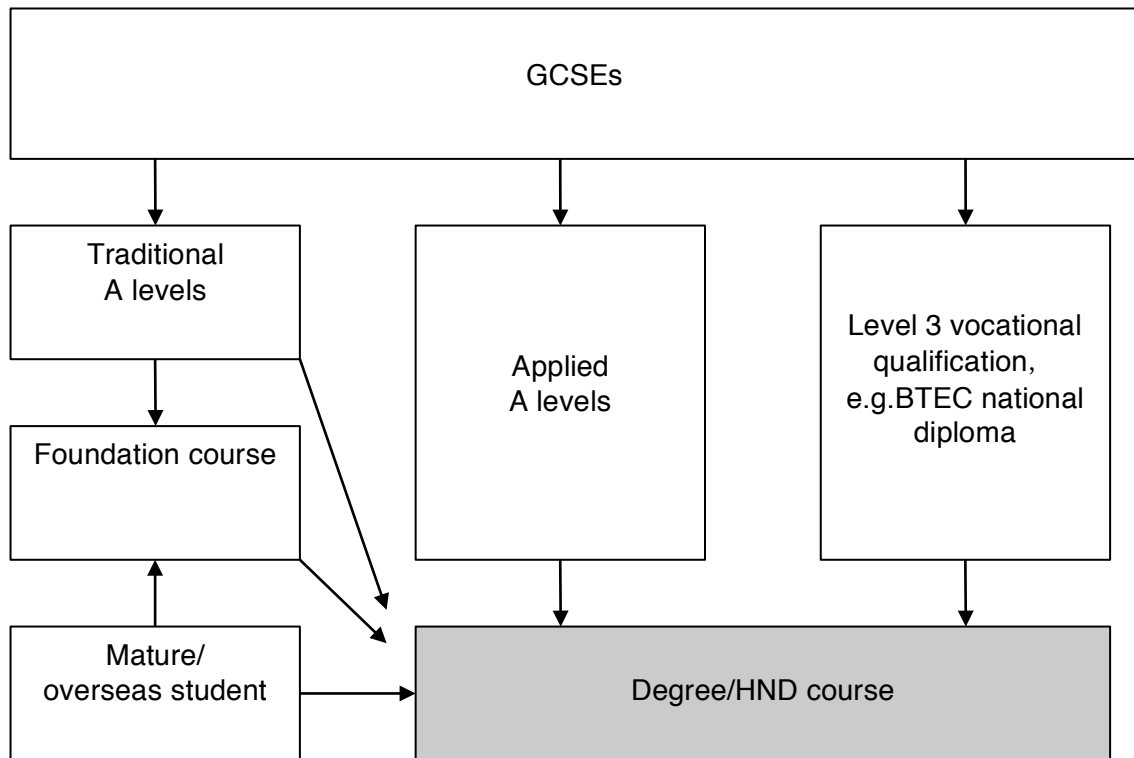 GCSEs
Traditional
A levels
Applied
A levels
Level 3 vocational
qualification,
e.g.BTEC national
diploma
Foundation course
Mature/
overseas student
Degree/HND course